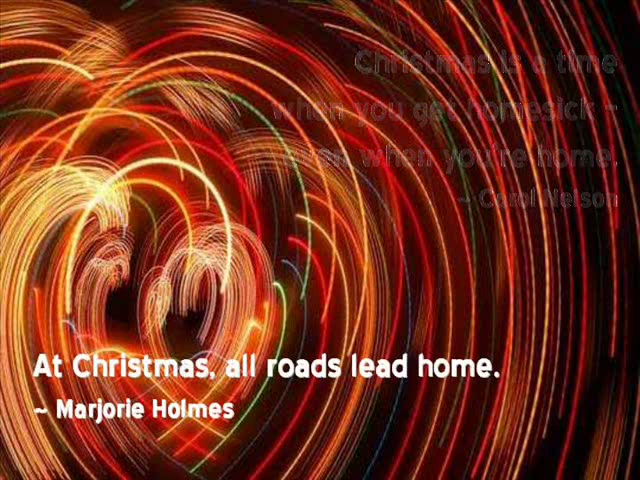 Christmas is a time
when you get homesick ~
even when you're home.
~ Carol Nelson
At Christmas, all roads lead home.
~ Marjorie Holmes